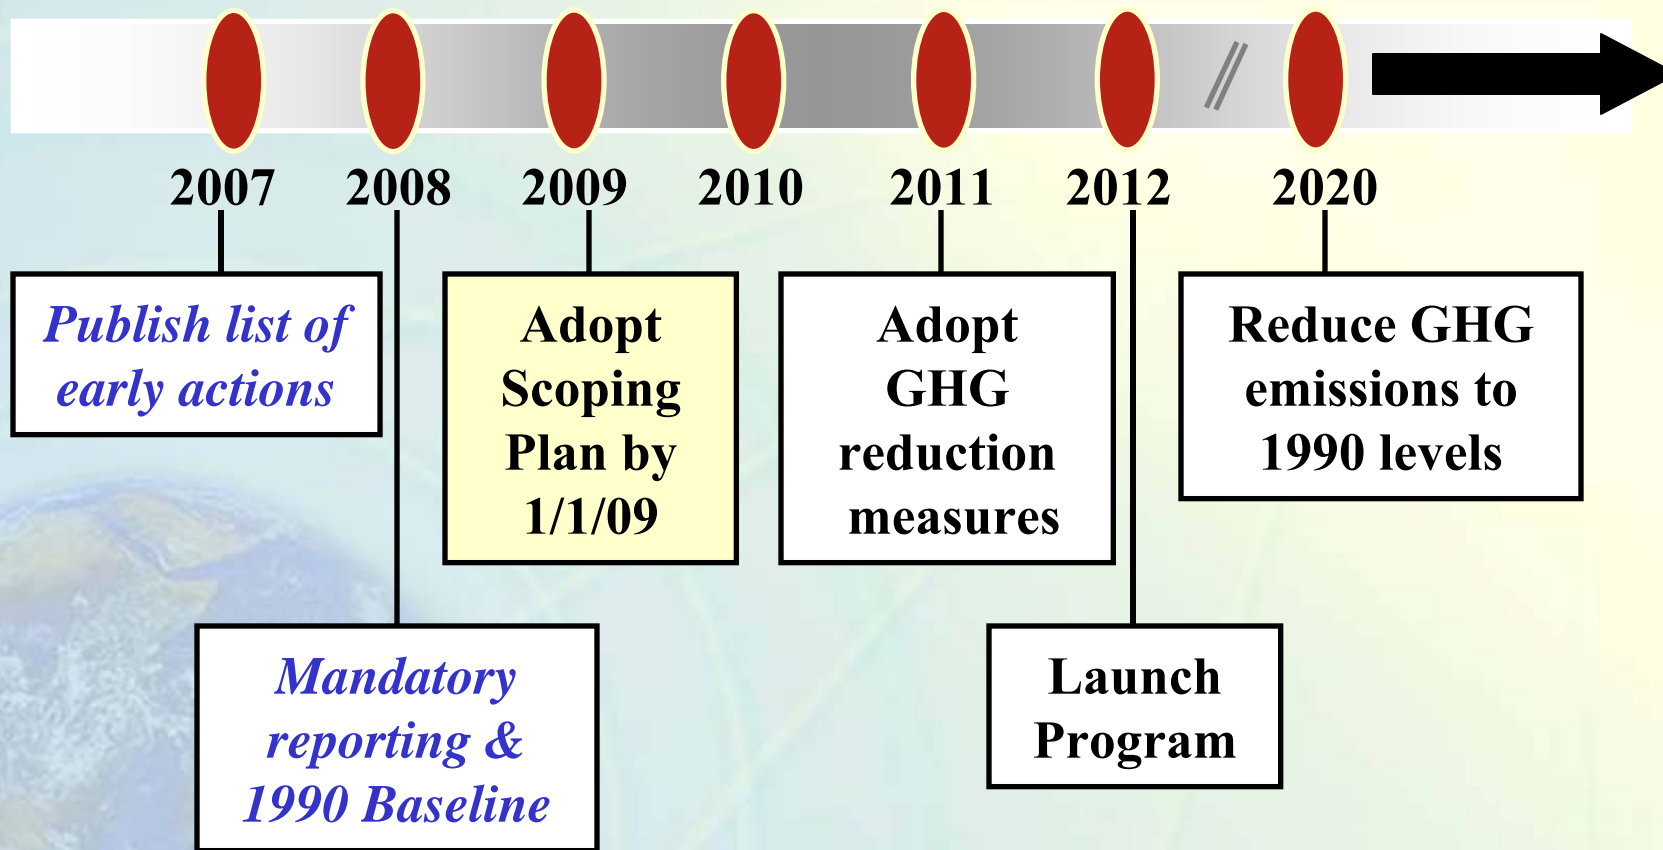 2007 2008 2009 2010 2011 2012 2020
Publish list of
early actions
Adopt
Scoping
Plan by
1/1/09
Adopt
GHG
reduction
measures
Reduce GHG
emissions to
1990 levels
Mandatory
reporting &
1990 Baseline
Launch
Program